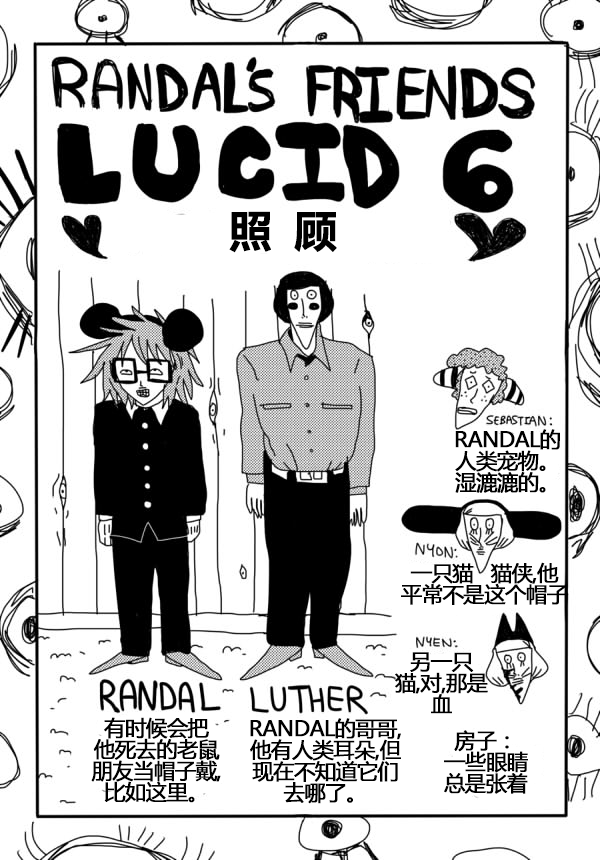 RANDAL'S FRIENDS
LUCID 6
照 顾
SEBASTIAN:
RANDAL的
人类宠物。
湿漉漉的。
NYON:
一只猫 猫侠,他
平常不是这个帽子
NYEN:
另一只
猫,对,那是
血
RANDAL
有时候会把
他死去的老鼠
朋友当帽子戴,
比如这里。
LUTHER
RANDAL的哥哥,
他有人类耳朵,但
现在不知道它们
去哪了。
房子：
一些眼睛
总是张着